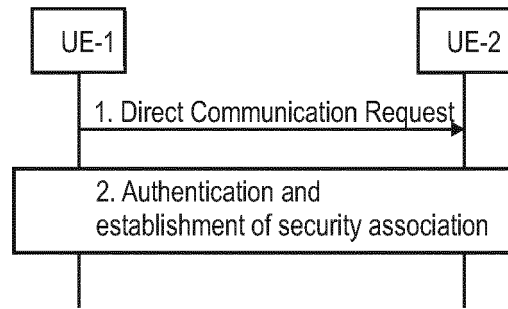 UE-1
UE-2
1. Direct Communication Request
2. Authentication and
establishment of security association